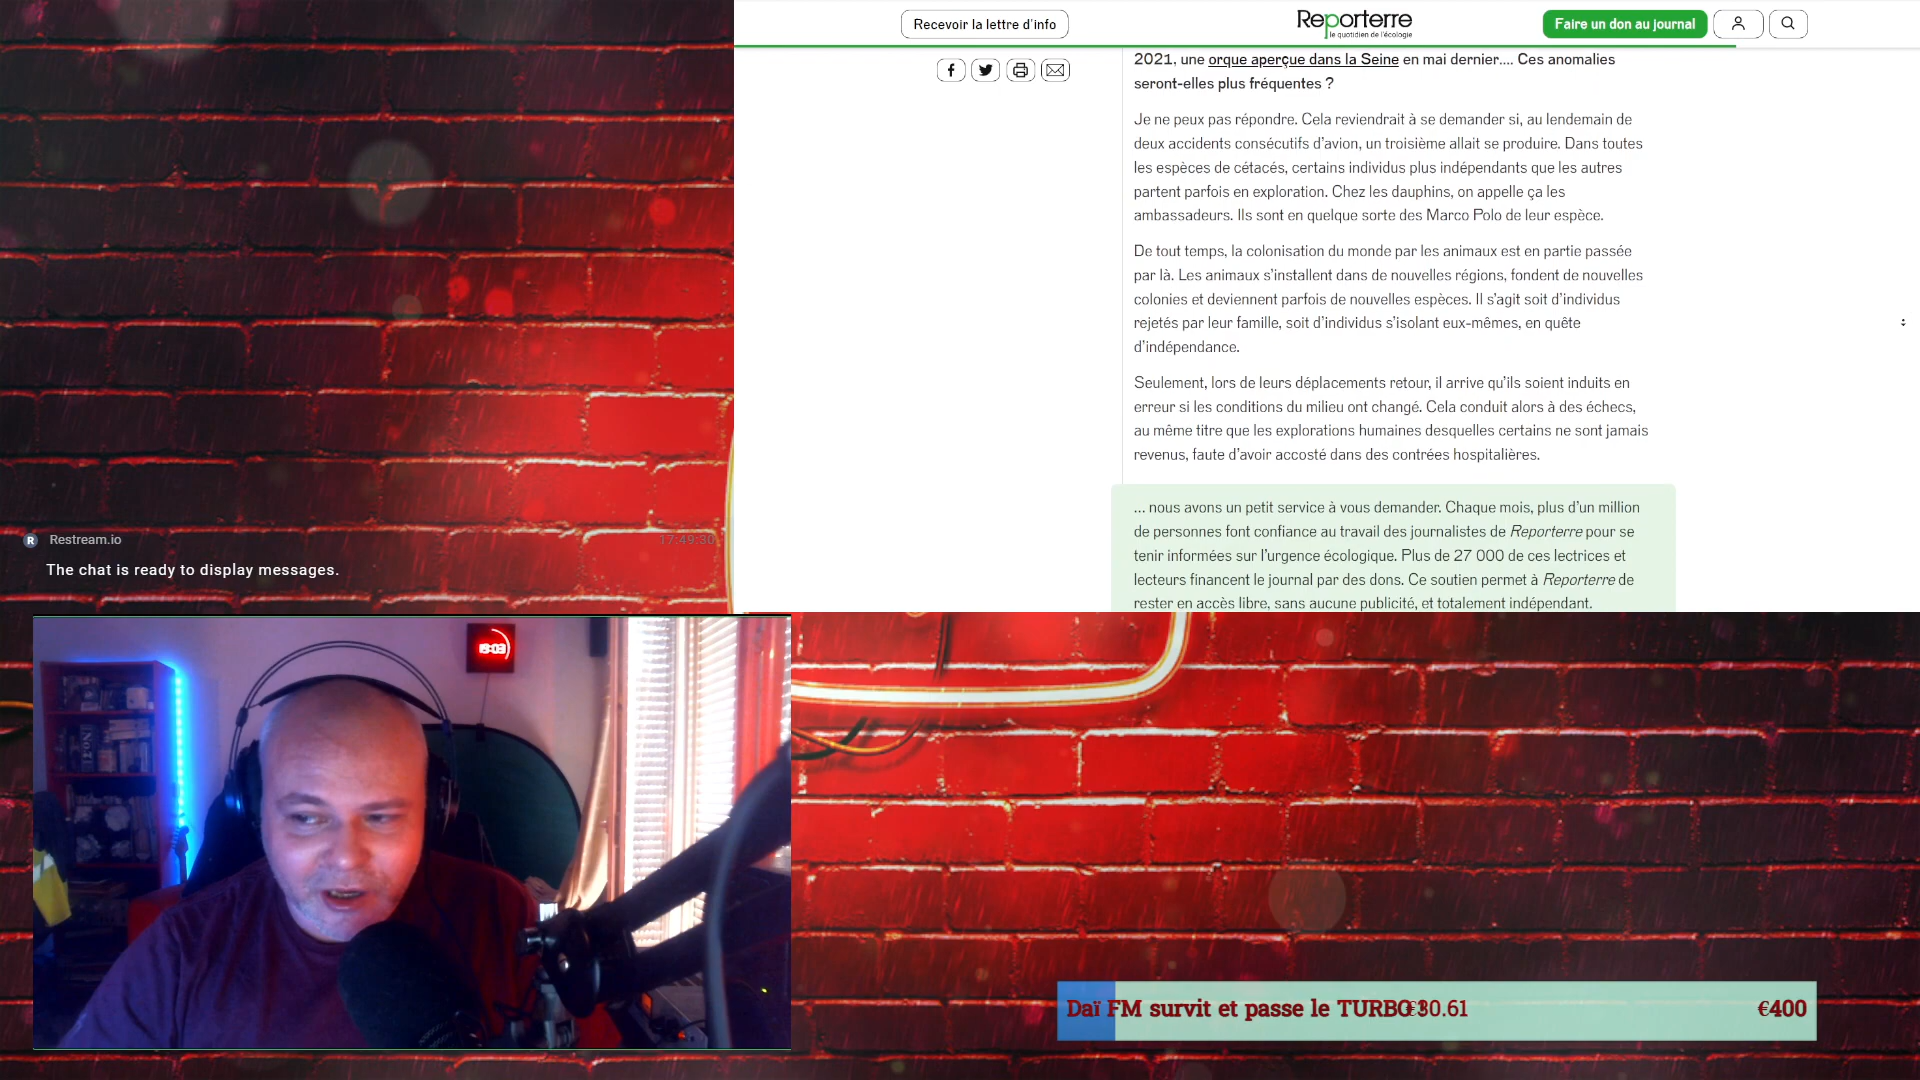 Recevoir la lettre d'info
Reporterre
le quotidien de l'écologie
Faire un don au journal
2021, une orque aperçue dans la Seine en mai dernier.... Ces anomalies
seront-elles plus fréquentes ?
Je ne peux pas répondre. Cela reviendrait à se demander si, au lendemain de
deux accidents consécutifs d'avion, un troisième allait se produire. Dans toutes
les espèces de cétacés, certains individus plus indépendants que les autres
partent parfois en exploration. Chez les dauphins, on appelle ça les
ambassadeurs. Ils sont en quelque sorte des Marco Polo de leur espèce.
De tout temps, la colonisation du monde par les animaux est en partie passée
par là. Les animaux s'installent dans de nouvelles régions, fondent de nouvelles
colonies et deviennent parfois de nouvelles espèces. Il s'agit soit d'individus
rejetés par leur famille, soit d'individus s'isolant eux-mêmes, en quête
d'indépendance.
Seulement, lors de leurs déplacements retour, il arrive qu'ils soient induits en
erreur si les conditions du milieu ont changé. Cela conduit alors à des échecs,
au même titre que les explorations humaines desquelles certains ne sont jamais
revenus, faute d'avoir accosté dans des contrées hospitalières.
... nous avons un petit service à vous demander. Chaque mois, plus d'un million
de personnes font confiance au travail des journalistes de Reporterre pour se
tenir informées sur l'urgence écologique. Plus de 27 000 de ces lectrices et
lecteurs financent le journal par des dons. Ce soutien permet à Reporterre de
rester en accès libre, sans aucune publicité, et totalement indépendant.
R Restream.io 17:49:30
The chat is ready to display messages.
Daï FM survit et passe le TURBO €30.61 €400